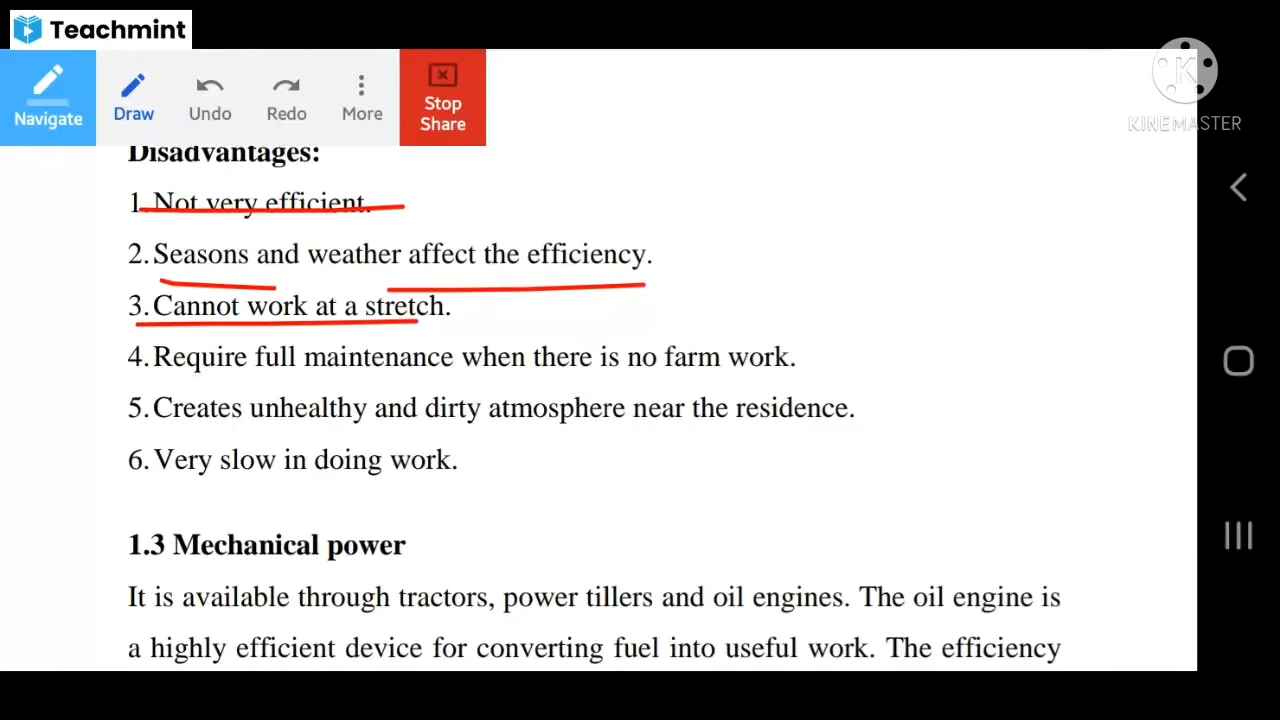 Teachmint
Navigate
Draw
Undo
Redo
More
Stop
Share
KINEMASTER
Disadvantages:
1. Not very efficient.
2. Seasons and weather affect the efficiency.
3. Cannot work at a stretch.
4. Require full maintenance when there is no farm work.
5. Creates unhealthy and dirty atmosphere near the residence.
6. Very slow in doing work.
1.3 Mechanical power
It is available through tractors, power tillers and oil engines. The oil engine is
a highly efficient device for converting fuel into useful work. The efficiency